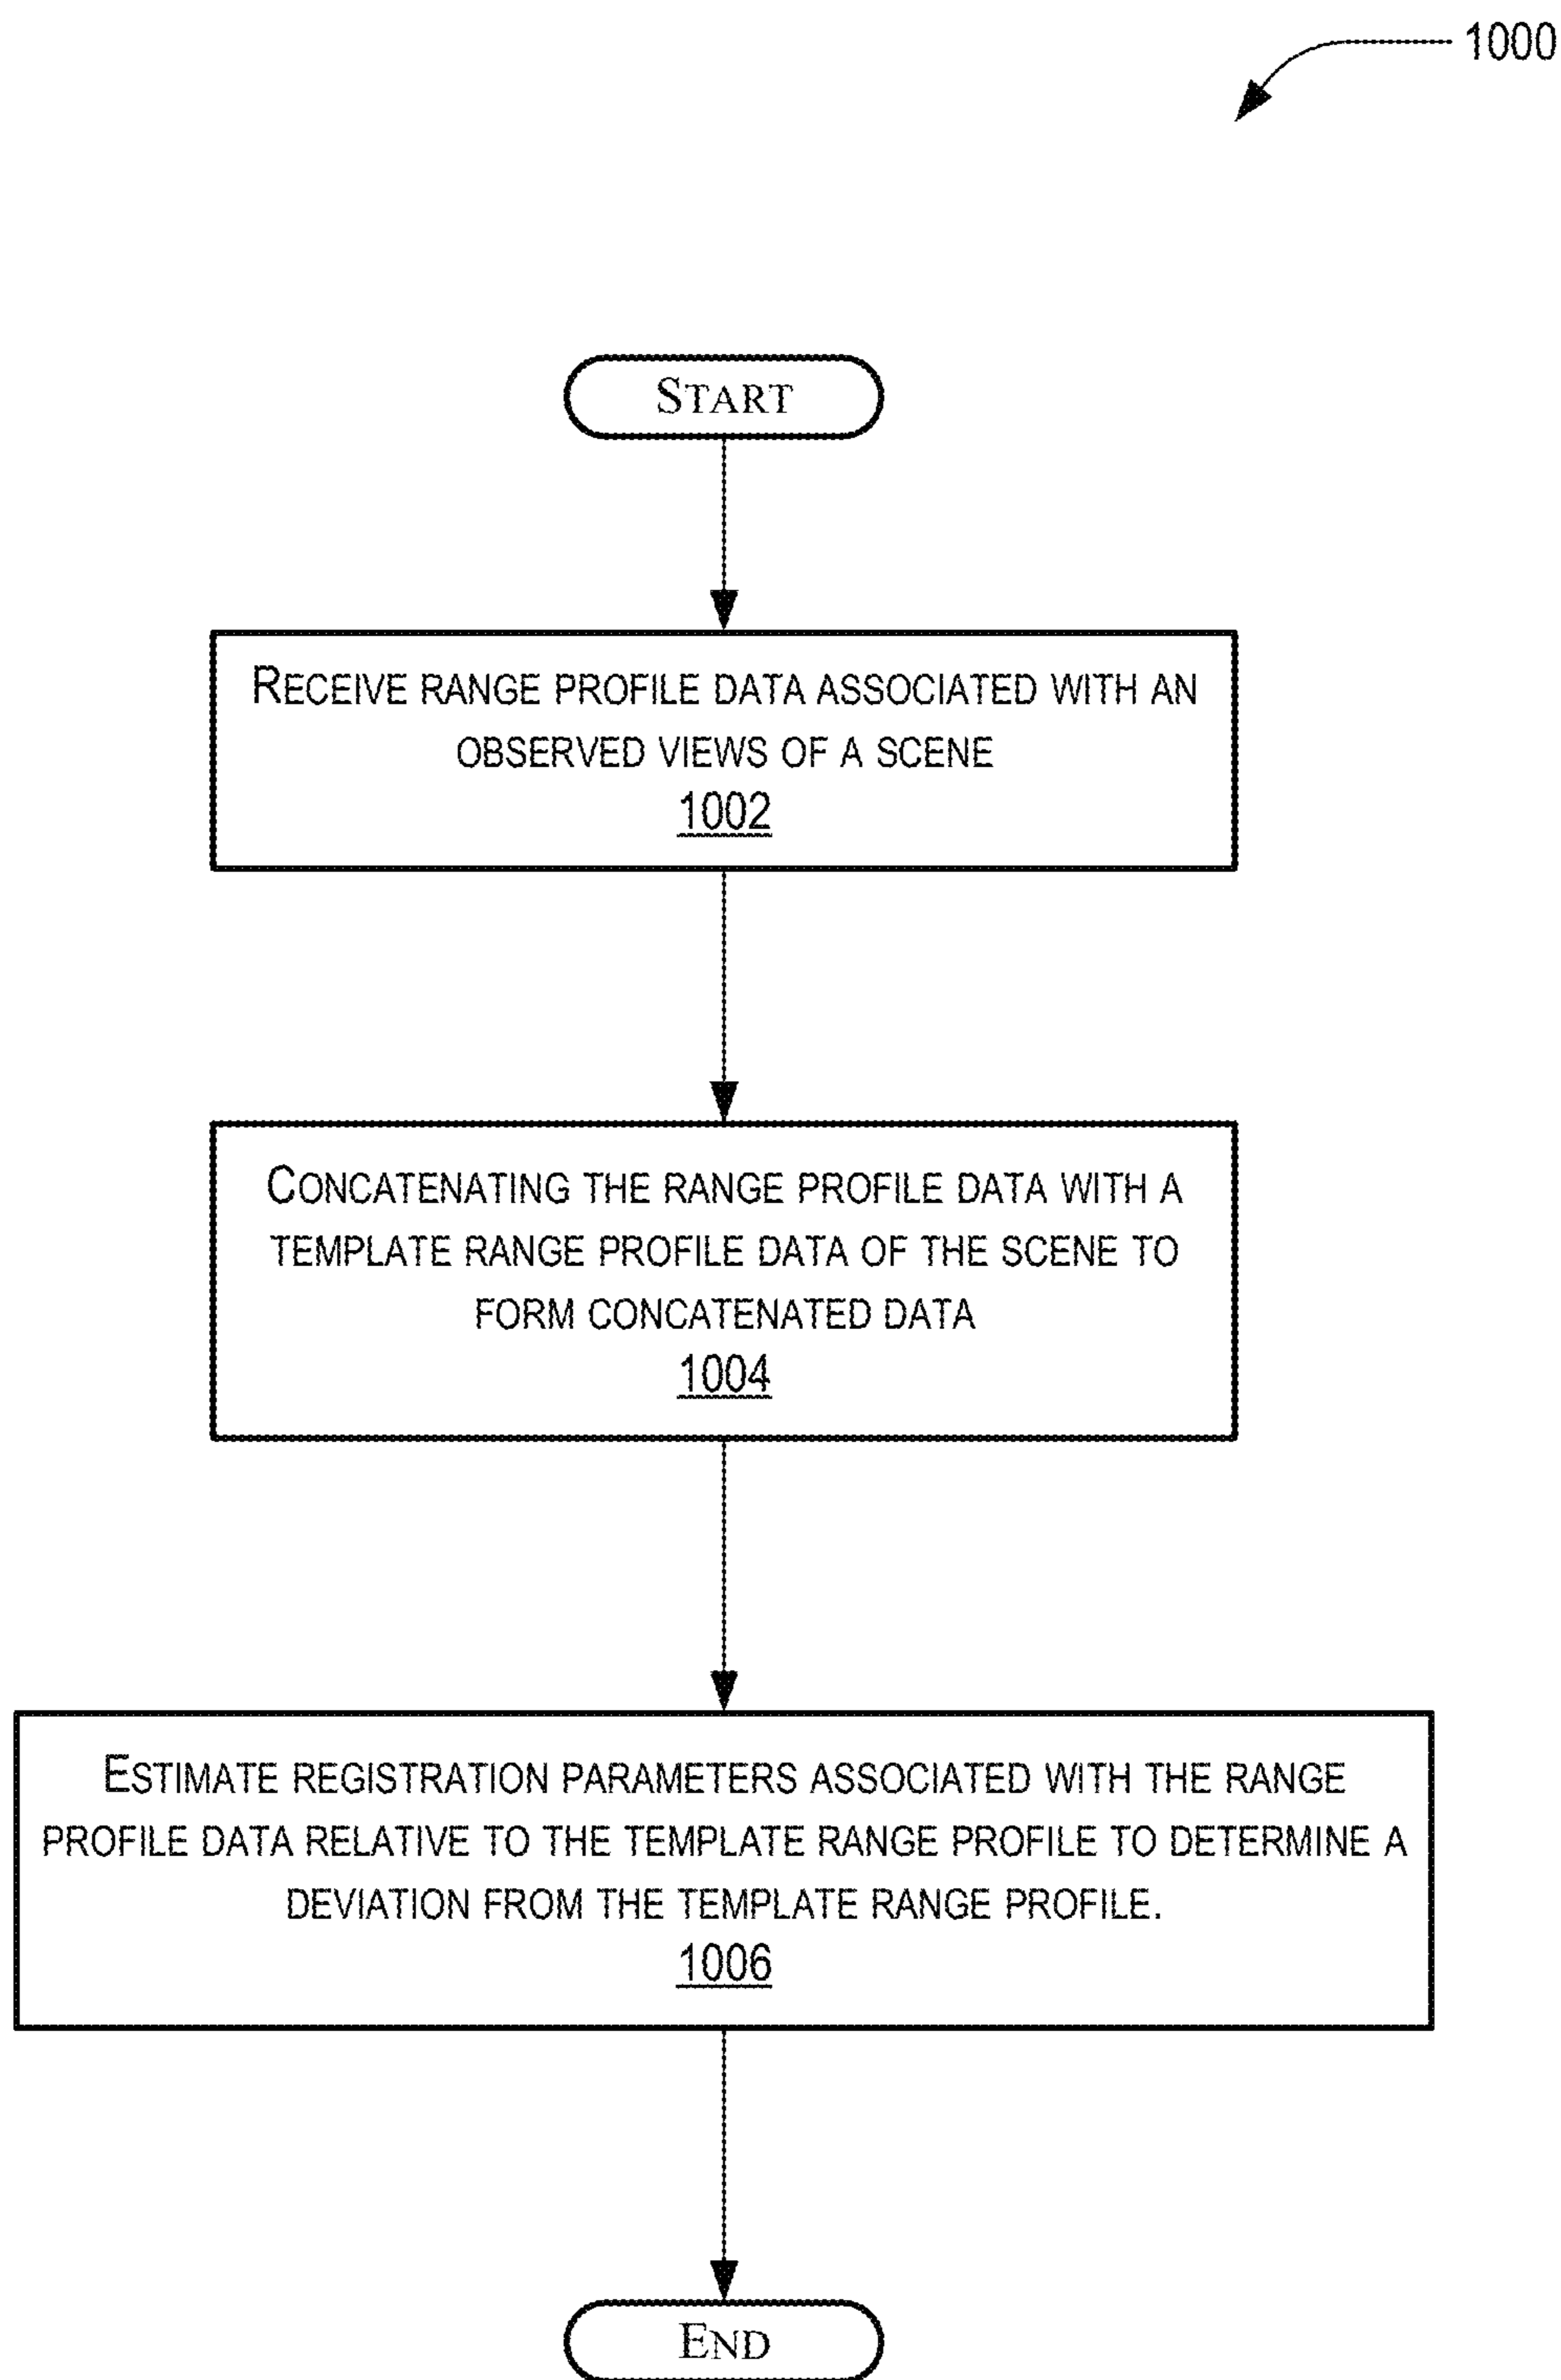 1000
START
RECEIVE RANGE PROFILE DATA ASSOCIATED WITH AN
OBSERVED VIEWS OF A SCENE
1002
CONCATENATING THE RANGE PROFILE DATA WITH A
TEMPLATE RANGE PROFILE DATA OF THE SCENE TO
FORM CONCATENATED DATA
1004
ESTIMATE REGISTRATION PARAMETERS ASSOCIATED WITH THE RANGE
PROFILE DATA RELATIVE TO THE TEMPLATE RANGE PROFILE TO DETERMINE A
DEVIATION FROM THE TEMPLATE RANGE PROFILE.
1006
END